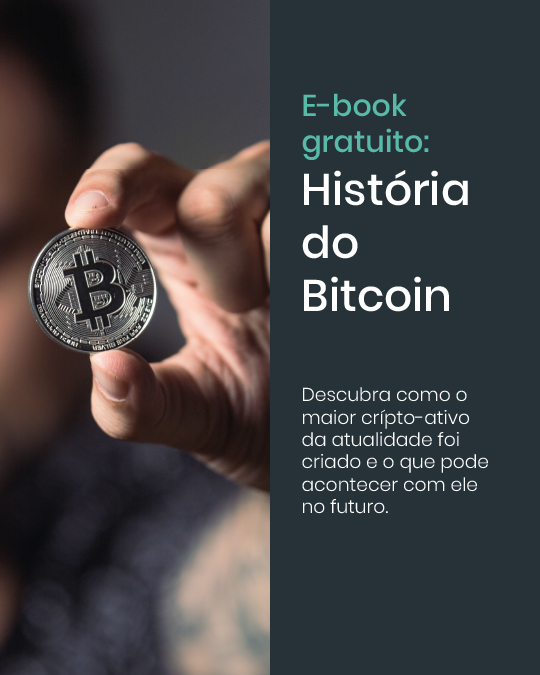 E-book
gratuito:
História
do
Bitcoin
Descubra como o
maior crípto-ativo
da atualidade foi
criado e o que pode
acontecer com ele
no futuro.